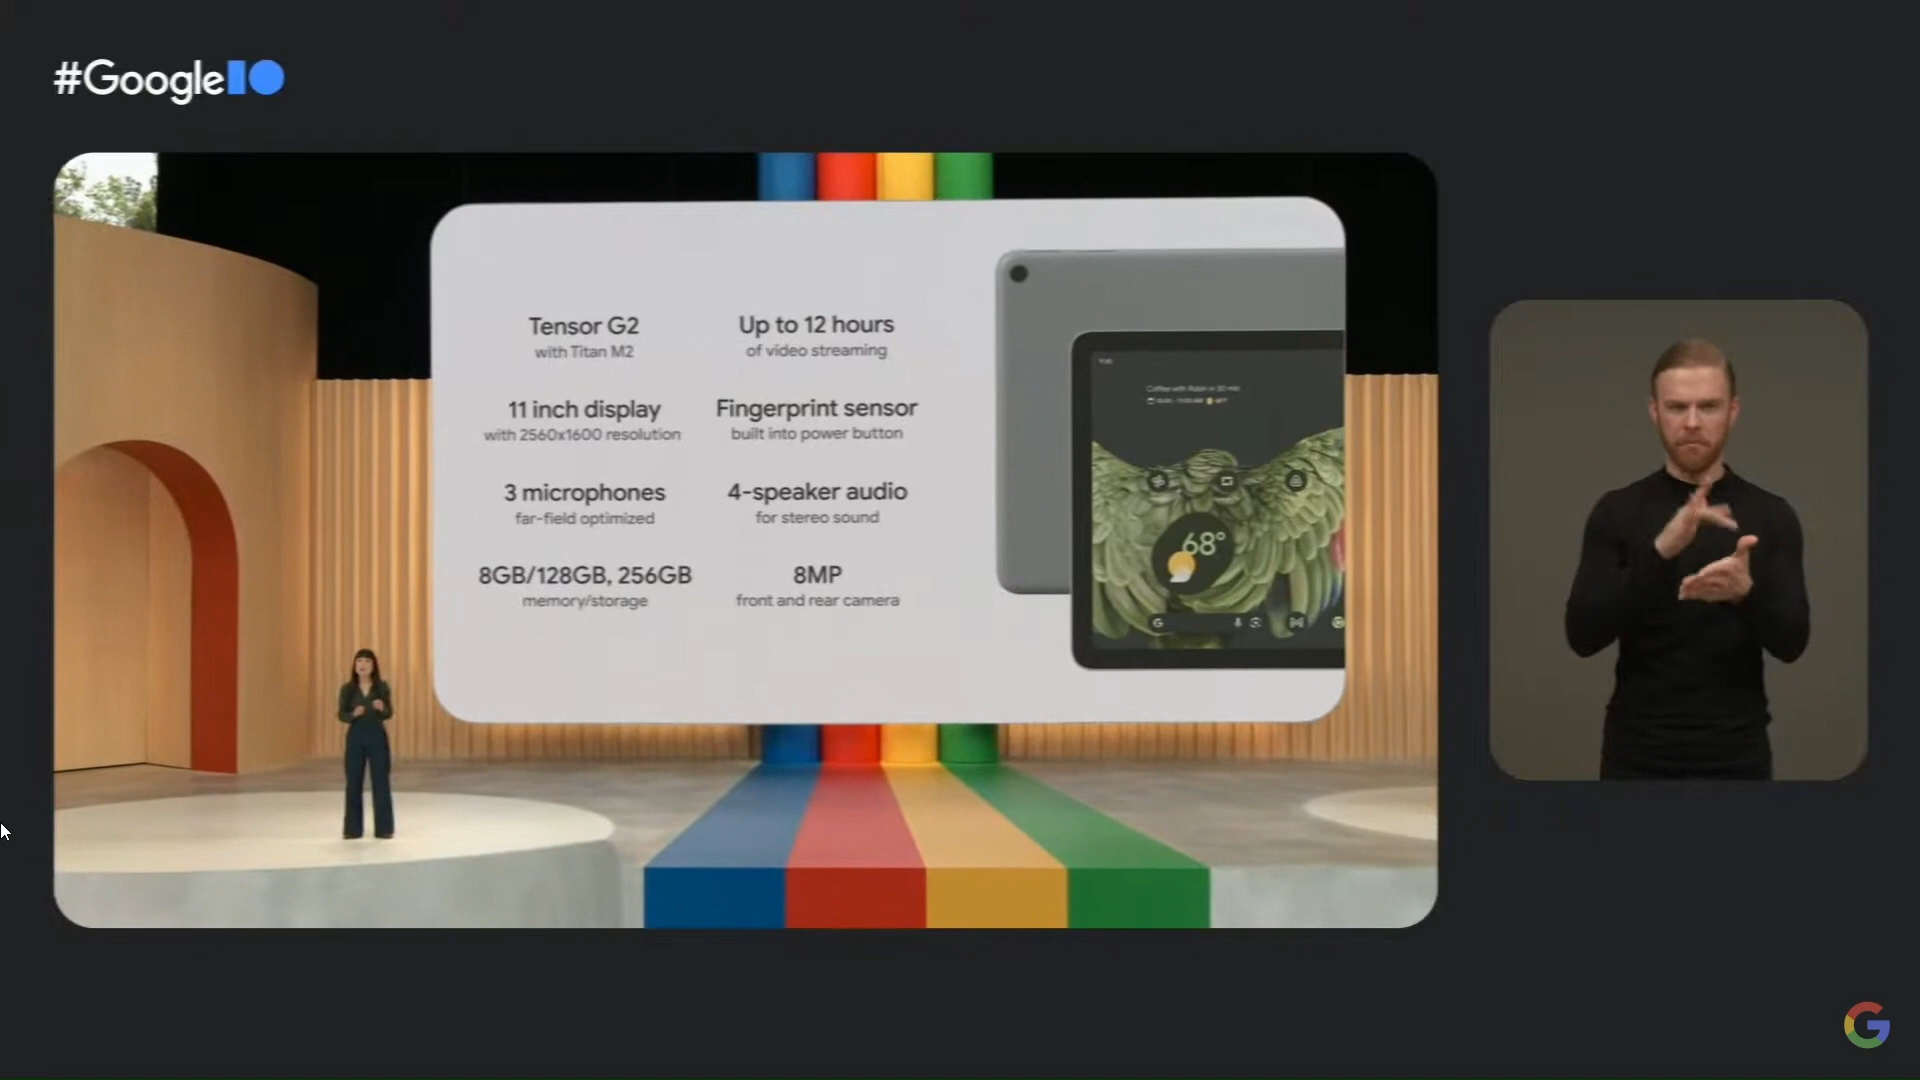 #GoogleIO
Tensor G2
with Titan M2
Up to 12 hours
of video streaming
11 inch display
with 2560x1600 resolution
Fingerprint sensor
built into power button
3 microphones
far-field optimized
4-speaker audio
for stereo sound
8GB/128GB, 256GB
memory/storage
8MP
front and rear camera
68°
G
G